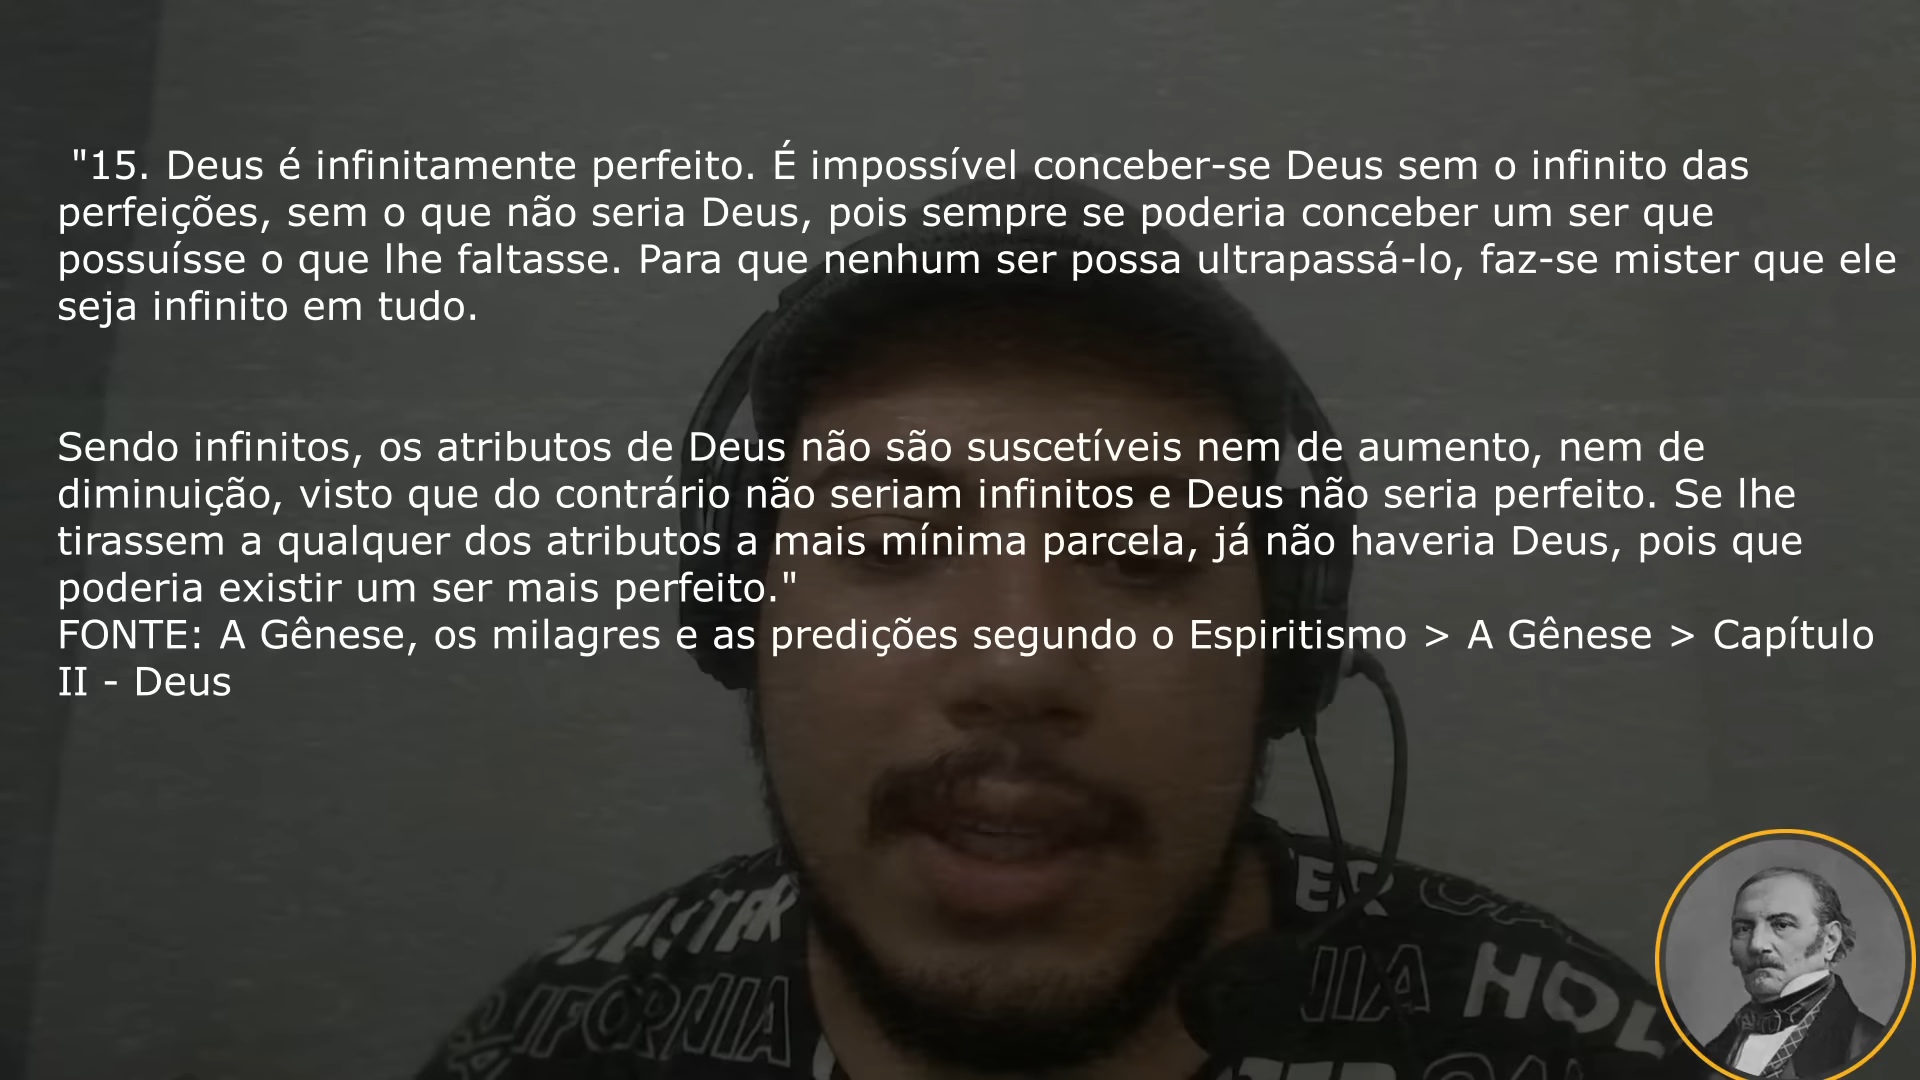 "15. Deus é infinitamente perfeito. É impossível conceber-se Deus sem o infinito das
perfeições, sem o que não seria Deus, pois sempre se poderia conceber um ser que
possuísse o que lhe faltasse. Para que nenhum ser possa ultrapassá-lo, faz-se mister que ele
seja infinito em tudo.
Sendo infinitos, os atributos de Deus não são suscetíveis nem de aumento, nem de
diminuição, visto que do contrário não seriam infinitos e Deus não seria perfeito. Se lhe
tirassem a qualquer dos atributos a mais mínima parcela, já não haveria Deus, pois que
poderia existir um ser mais perfeito."
FONTE: A Gênese, os milagres e as predições segundo o Espiritismo > A Gênese > Capítulo
II - Deus
ER
HOL